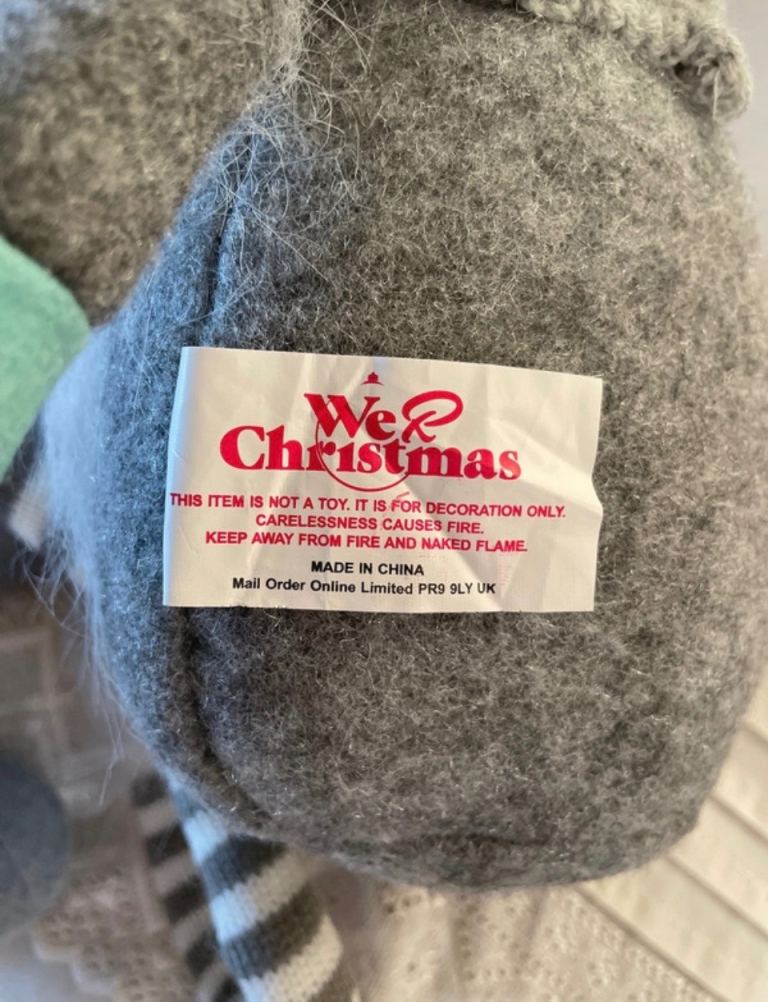 We R
Christmas
THIS ITEM IS NOT A TOY. IT IS FOR DECORATION ONLY.
CARELESSNESS CAUSES FIRE.
KEEP AWAY FROM FIRE AND NAKED FLAME.
MADE IN CHINA
Mail Order Online Limited PR9 9LY UK